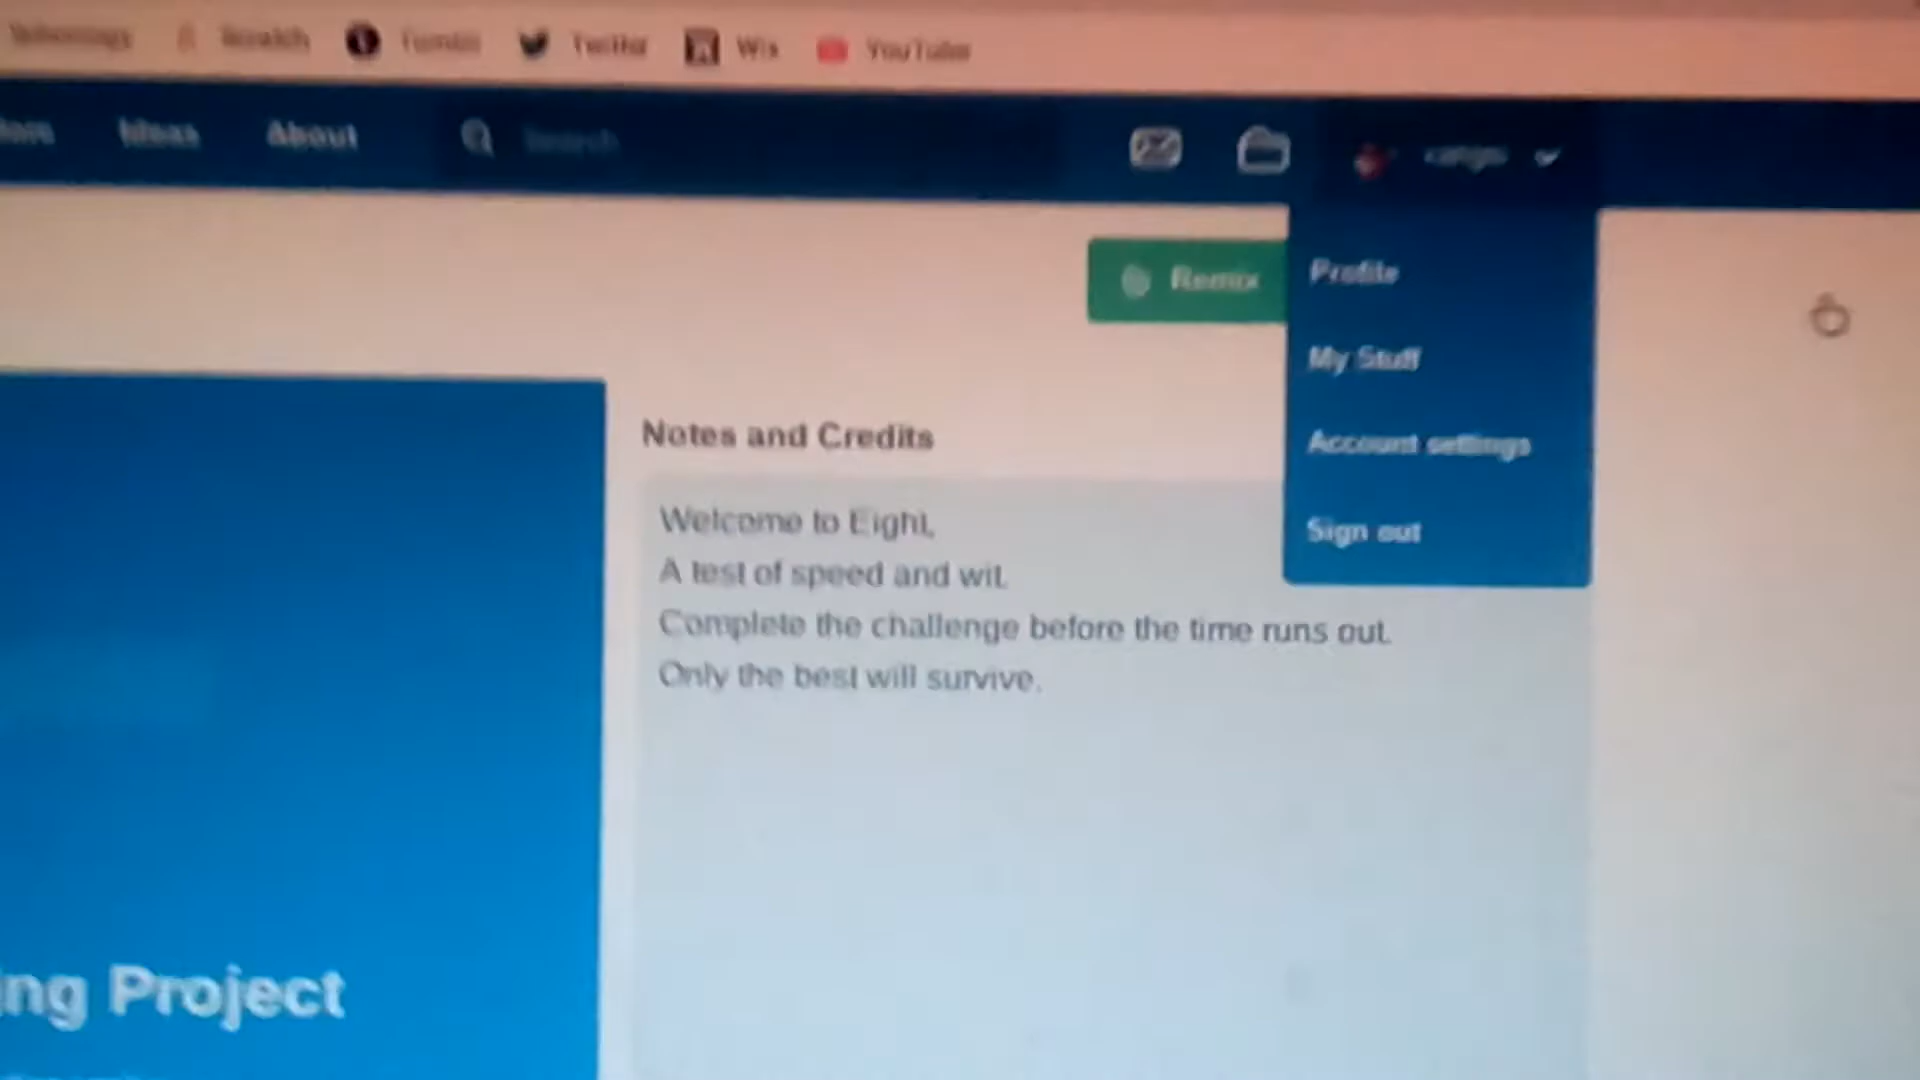 Schoology Scratch Tumblr Twitter Wix YouTube
Ideas About Search
Remix
Profile
My Stuff
Account settings
Sign out
Notes and Credits
Welcome to Eight,
A test of speed and wit.
Complete the challenge before the time runs out.
Only the best will survive.
ing Project